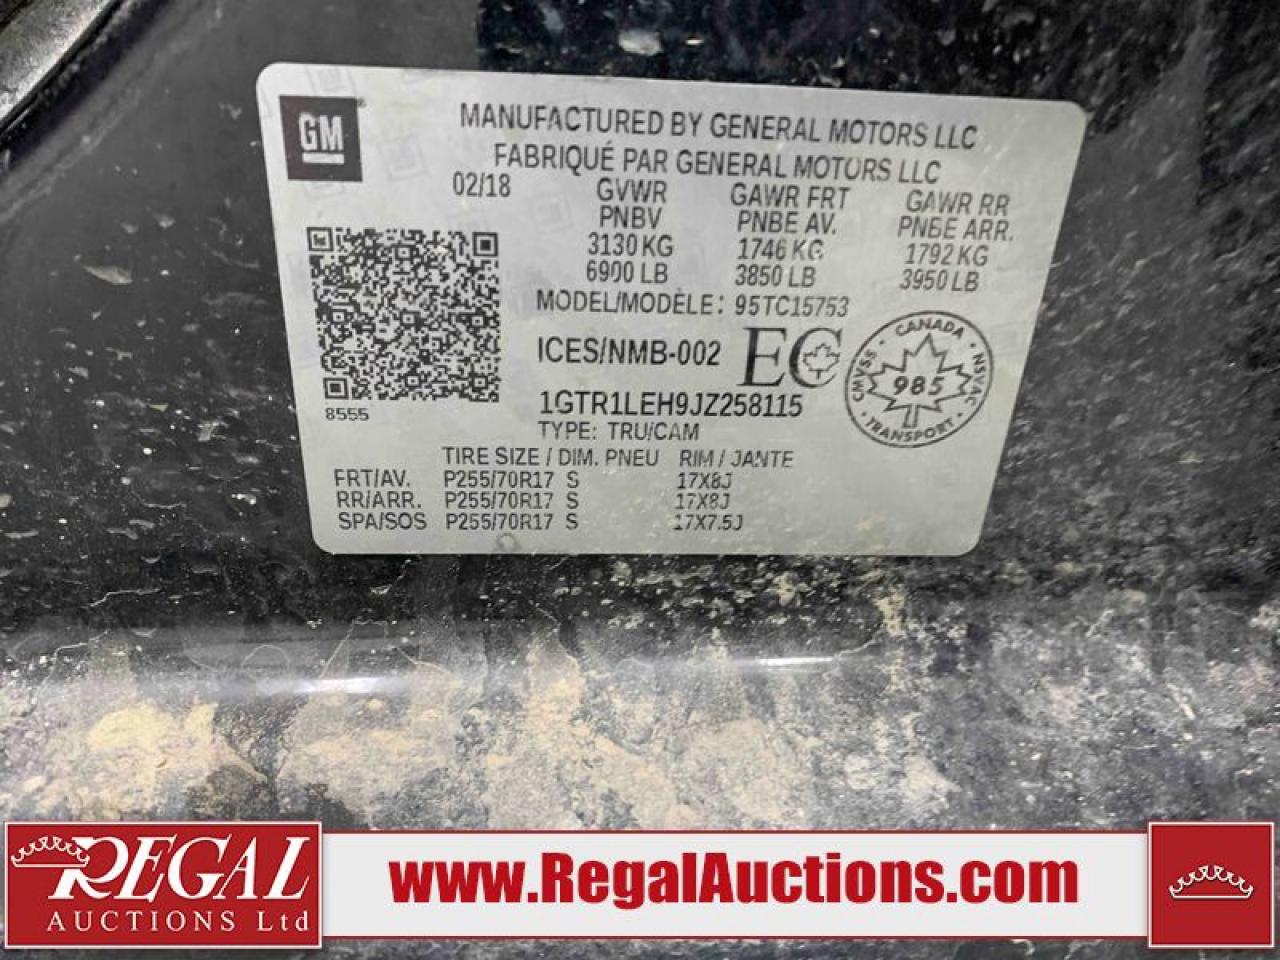 GM
MANUFACTURED BY GENERAL MOTORS LLC
FABRIQUÉ PAR GENERAL MOTORS LLC
02/18 GVWR GAWR FRT GAWR RR
PNBV PNBE AV. PNBE ARR.
3130 KG 1746 KG 1792 KG
6900 LB 3850 LB 3950 LB
MODEL/MODÈLE: 95TC15753
ICES/NMB-002 EC
CANADA
CMVSS 985 NSVAC
TRANSPORT
1GTR1LEH9JZ258115
8555
TYPE: TRU/CAM
TIRE SIZE / DIM. PNEU RIM / JANTE
FRT/AV. P255/70R17 S 17X8J
RR/ARR. P255/70R17 S 17X8J
SPA/SOS P255/70R17 S 17X7.5J
REGAL
AUCTIONS Ltd
www.RegalAuctions.com